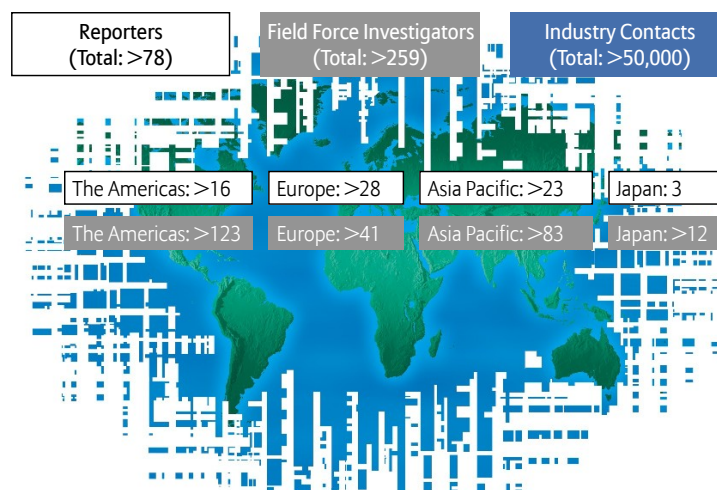 Reporters
(Total: >78)
Field Force Investigators
(Total: >259)
Industry Contacts
(Total: >50,000)
The Americas: >16
Europe: >28
Asia Pacific: >23
Japan: 3
The Americas: >123
Europe: >41
Asia Pacific: >83
Japan: >12